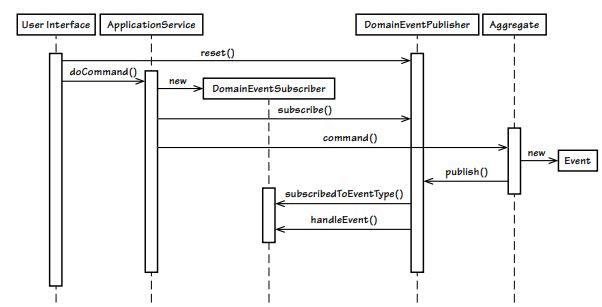 User Interface
ApplicationService
DomainEventPublisher
Aggregate
reset()
doCommand()
new
DomainEventSubscriber
subscribe()
command()
new
Event
publish()
subscribedToEventType()
handleEvent()